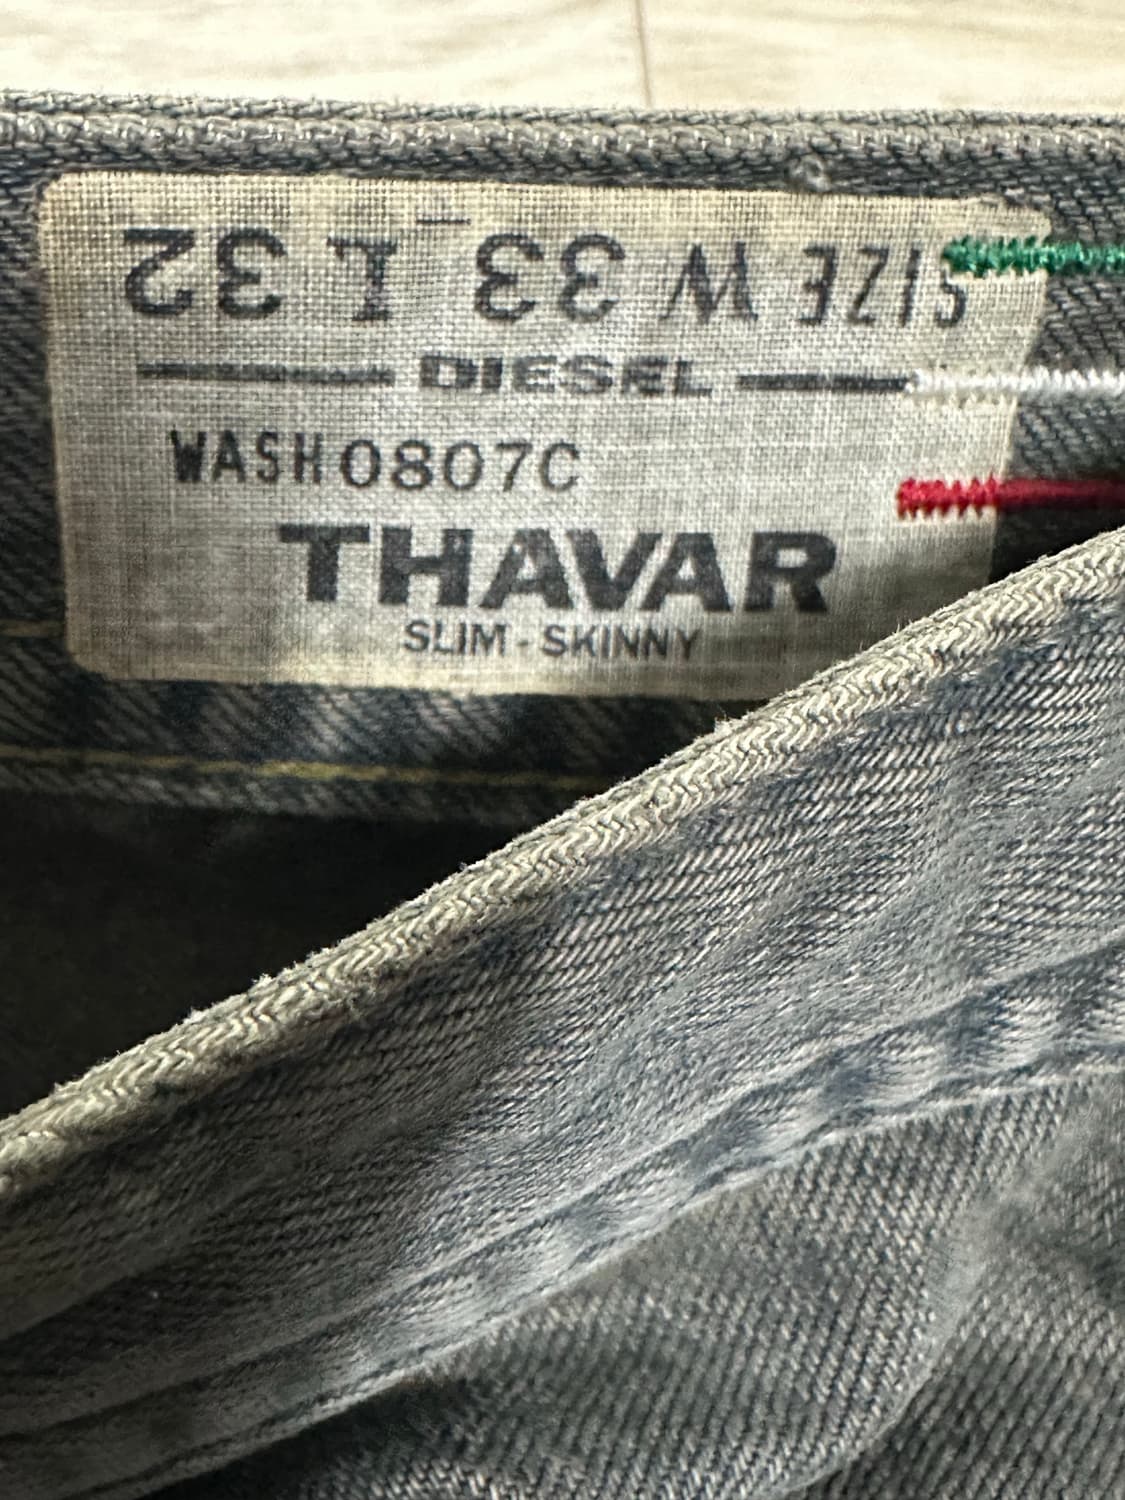 SIZE W 33 L 32
DIESEL
WASH 0807C
THAVAR
SLIM - SKINNY